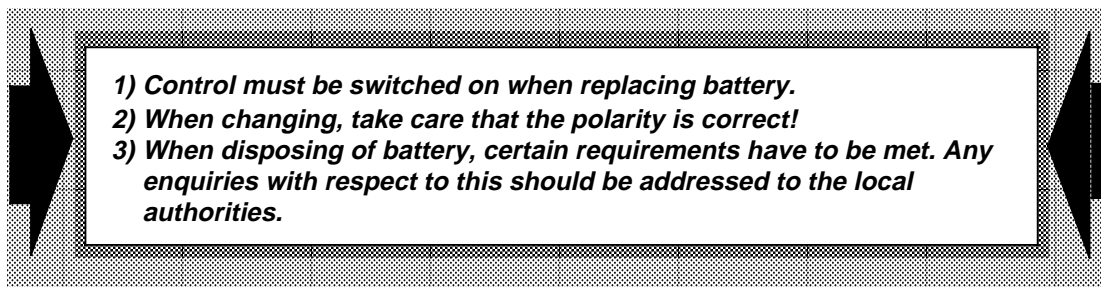 1) Control must be switched on when replacing battery.
2) When changing, take care that the polarity is correct!
3) When disposing of battery, certain requirements have to be met. Any
enquiries with respect to this should be addressed to the local
authorities.